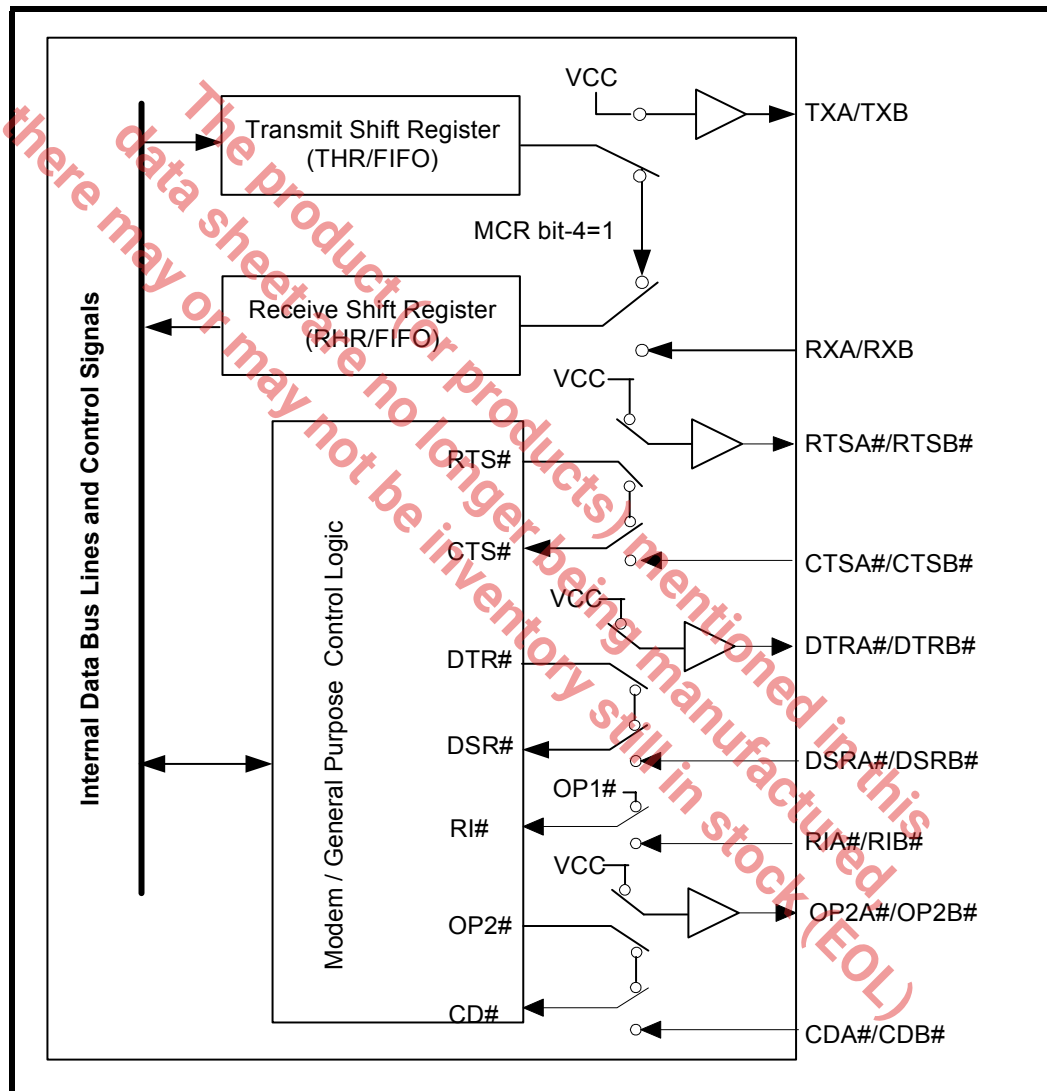 VCC
TXA/TXB
Transmit Shift Register
(THR/FIFO)
MCR bit-4=1
Receive Shift Register
(RHR/FIFO)
RXA/RXB
VCC
RTSA#/RTSB#
RTS#
CTS#
CTSA#/CTSB#
VCC
DTRA#/DTRB#
DTR#
DSR#
DSRA#/DSRB#
OP1#
RI#
RIA#/RIB#
VCC
OP2A#/OP2B#
OP2#
CD#
CDA#/CDB#
Internal Data Bus Lines and Control Signals
Modem / General Purpose Control Logic
The product (or products) mentioned in this
data sheet are no longer being manufactured,
there may or may not be inventory still in stock (EOL)